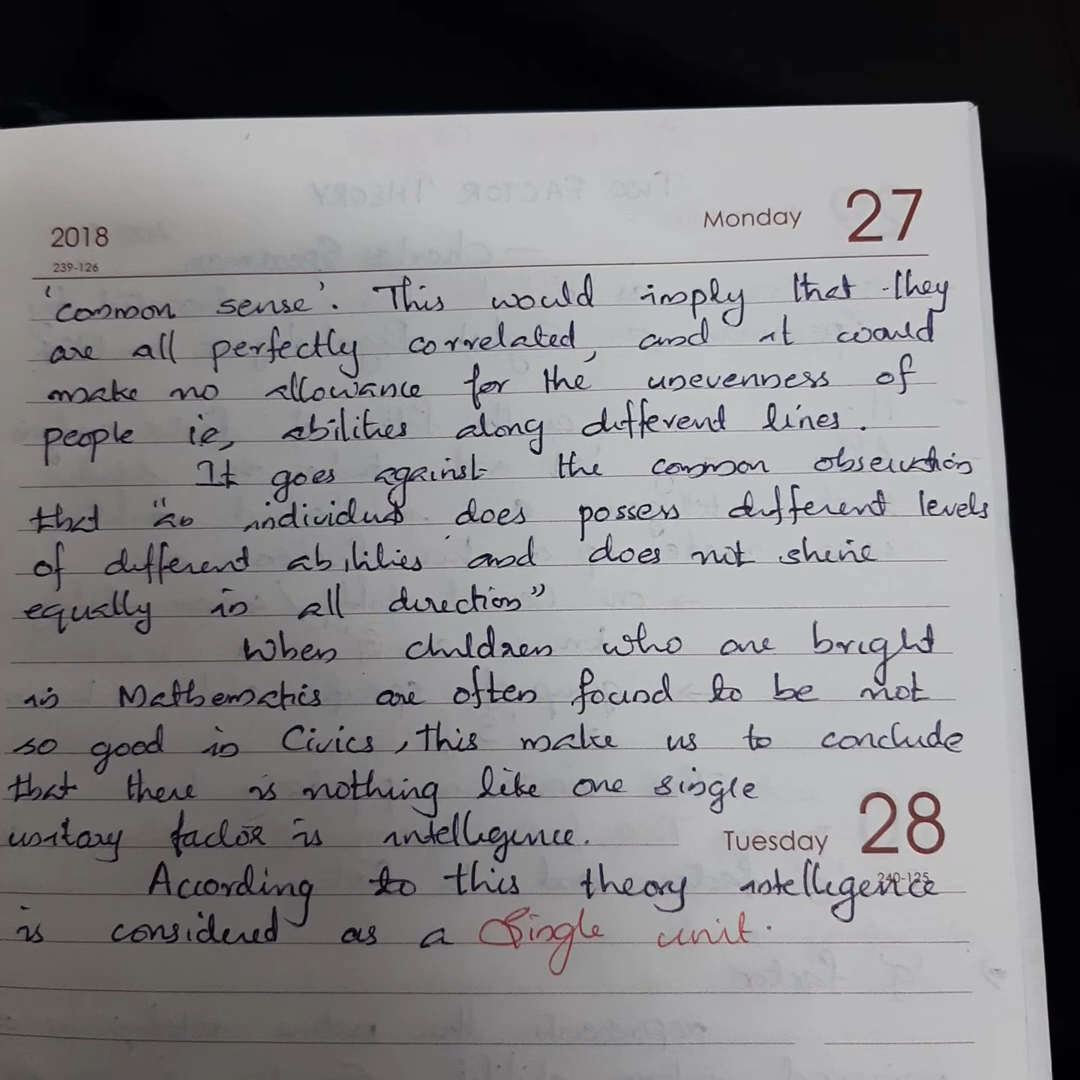 2018
Monday 27
239-126
'common sense'. This would imply that they
are all perfectly correlated, and it would
make no allowance for the unevenness of
people ie, abilities along different lines.
It goes against the common observation
that "an individual does possess different levels
of different abilities and does not shine
equally in all direction"
When children who are bright
in Mathematics are often found to be not
so good in Civics, this make us to conclude
that there is nothing like one single
unitary factor is intelligence.
Tuesday 28
240-125
According to this theory intelligence
is considered as a Single unit.